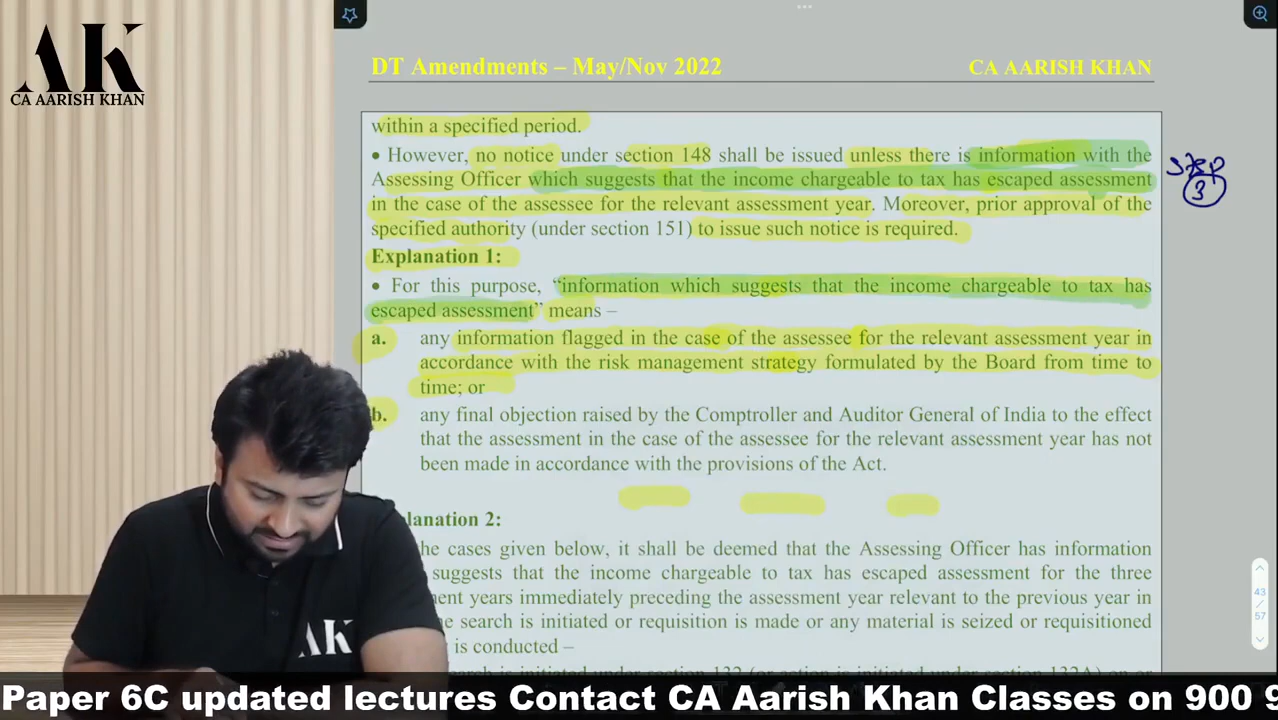 AK
CA AARISH KHAN
DT Amendments – May/Nov 2022 CA AARISH KHAN
within a specified period.
• However, no notice under section 148 shall be issued unless there is information with the
Assessing Officer which suggests that the income chargeable to tax has escaped assessment
in the case of the assessee for the relevant assessment year. Moreover, prior approval of the
specified authority (under section 151) to issue such notice is required.
Step
3
Explanation 1:
• For this purpose, “information which suggests that the income chargeable to tax has
escaped assessment” means –
a. any information flagged in the case of the assessee for the relevant assessment year in
accordance with the risk management strategy formulated by the Board from time to
time; or
b. any final objection raised by the Comptroller and Auditor General of India to the effect
that the assessment in the case of the assessee for the relevant assessment year has not
been made in accordance with the provisions of the Act.
lanation 2:
he cases given below, it shall be deemed that the Assessing Officer has information
suggests that the income chargeable to tax has escaped assessment for the three
ent years immediately preceding the assessment year relevant to the previous year in
e search is initiated or requisition is made or any material is seized or requisitioned
is conducted –
43
/
57
AK
Paper 6C updated lectures Contact CA Aarish Khan Classes on 900 9